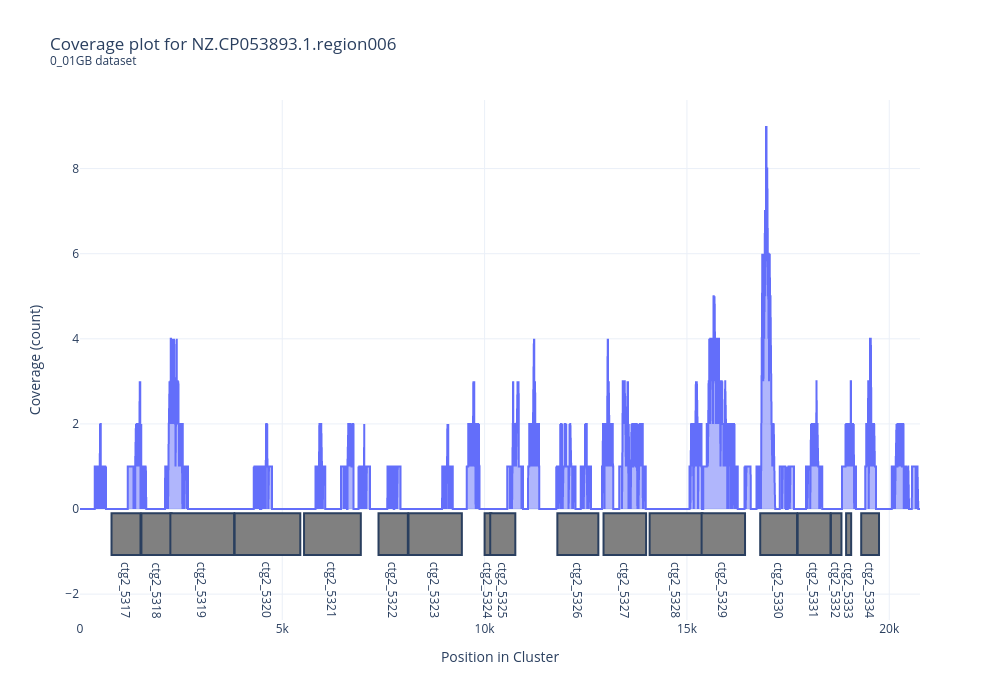 Coverage plot for NZ.CP053893.1.region006
0_01GB dataset
8
6
4
2
0
−2
Coverage (count)
ctg2_5317
ctg2_5318
ctg2_5319
ctg2_5320
ctg2_5321
ctg2_5322
ctg2_5323
ctg2_5324
ctg2_5325
ctg2_5326
ctg2_5327
ctg2_5328
ctg2_5329
ctg2_5330
ctg2_5331
ctg2_5332
ctg2_5333
ctg2_5334
0
5k
10k
15k
20k
Position in Cluster